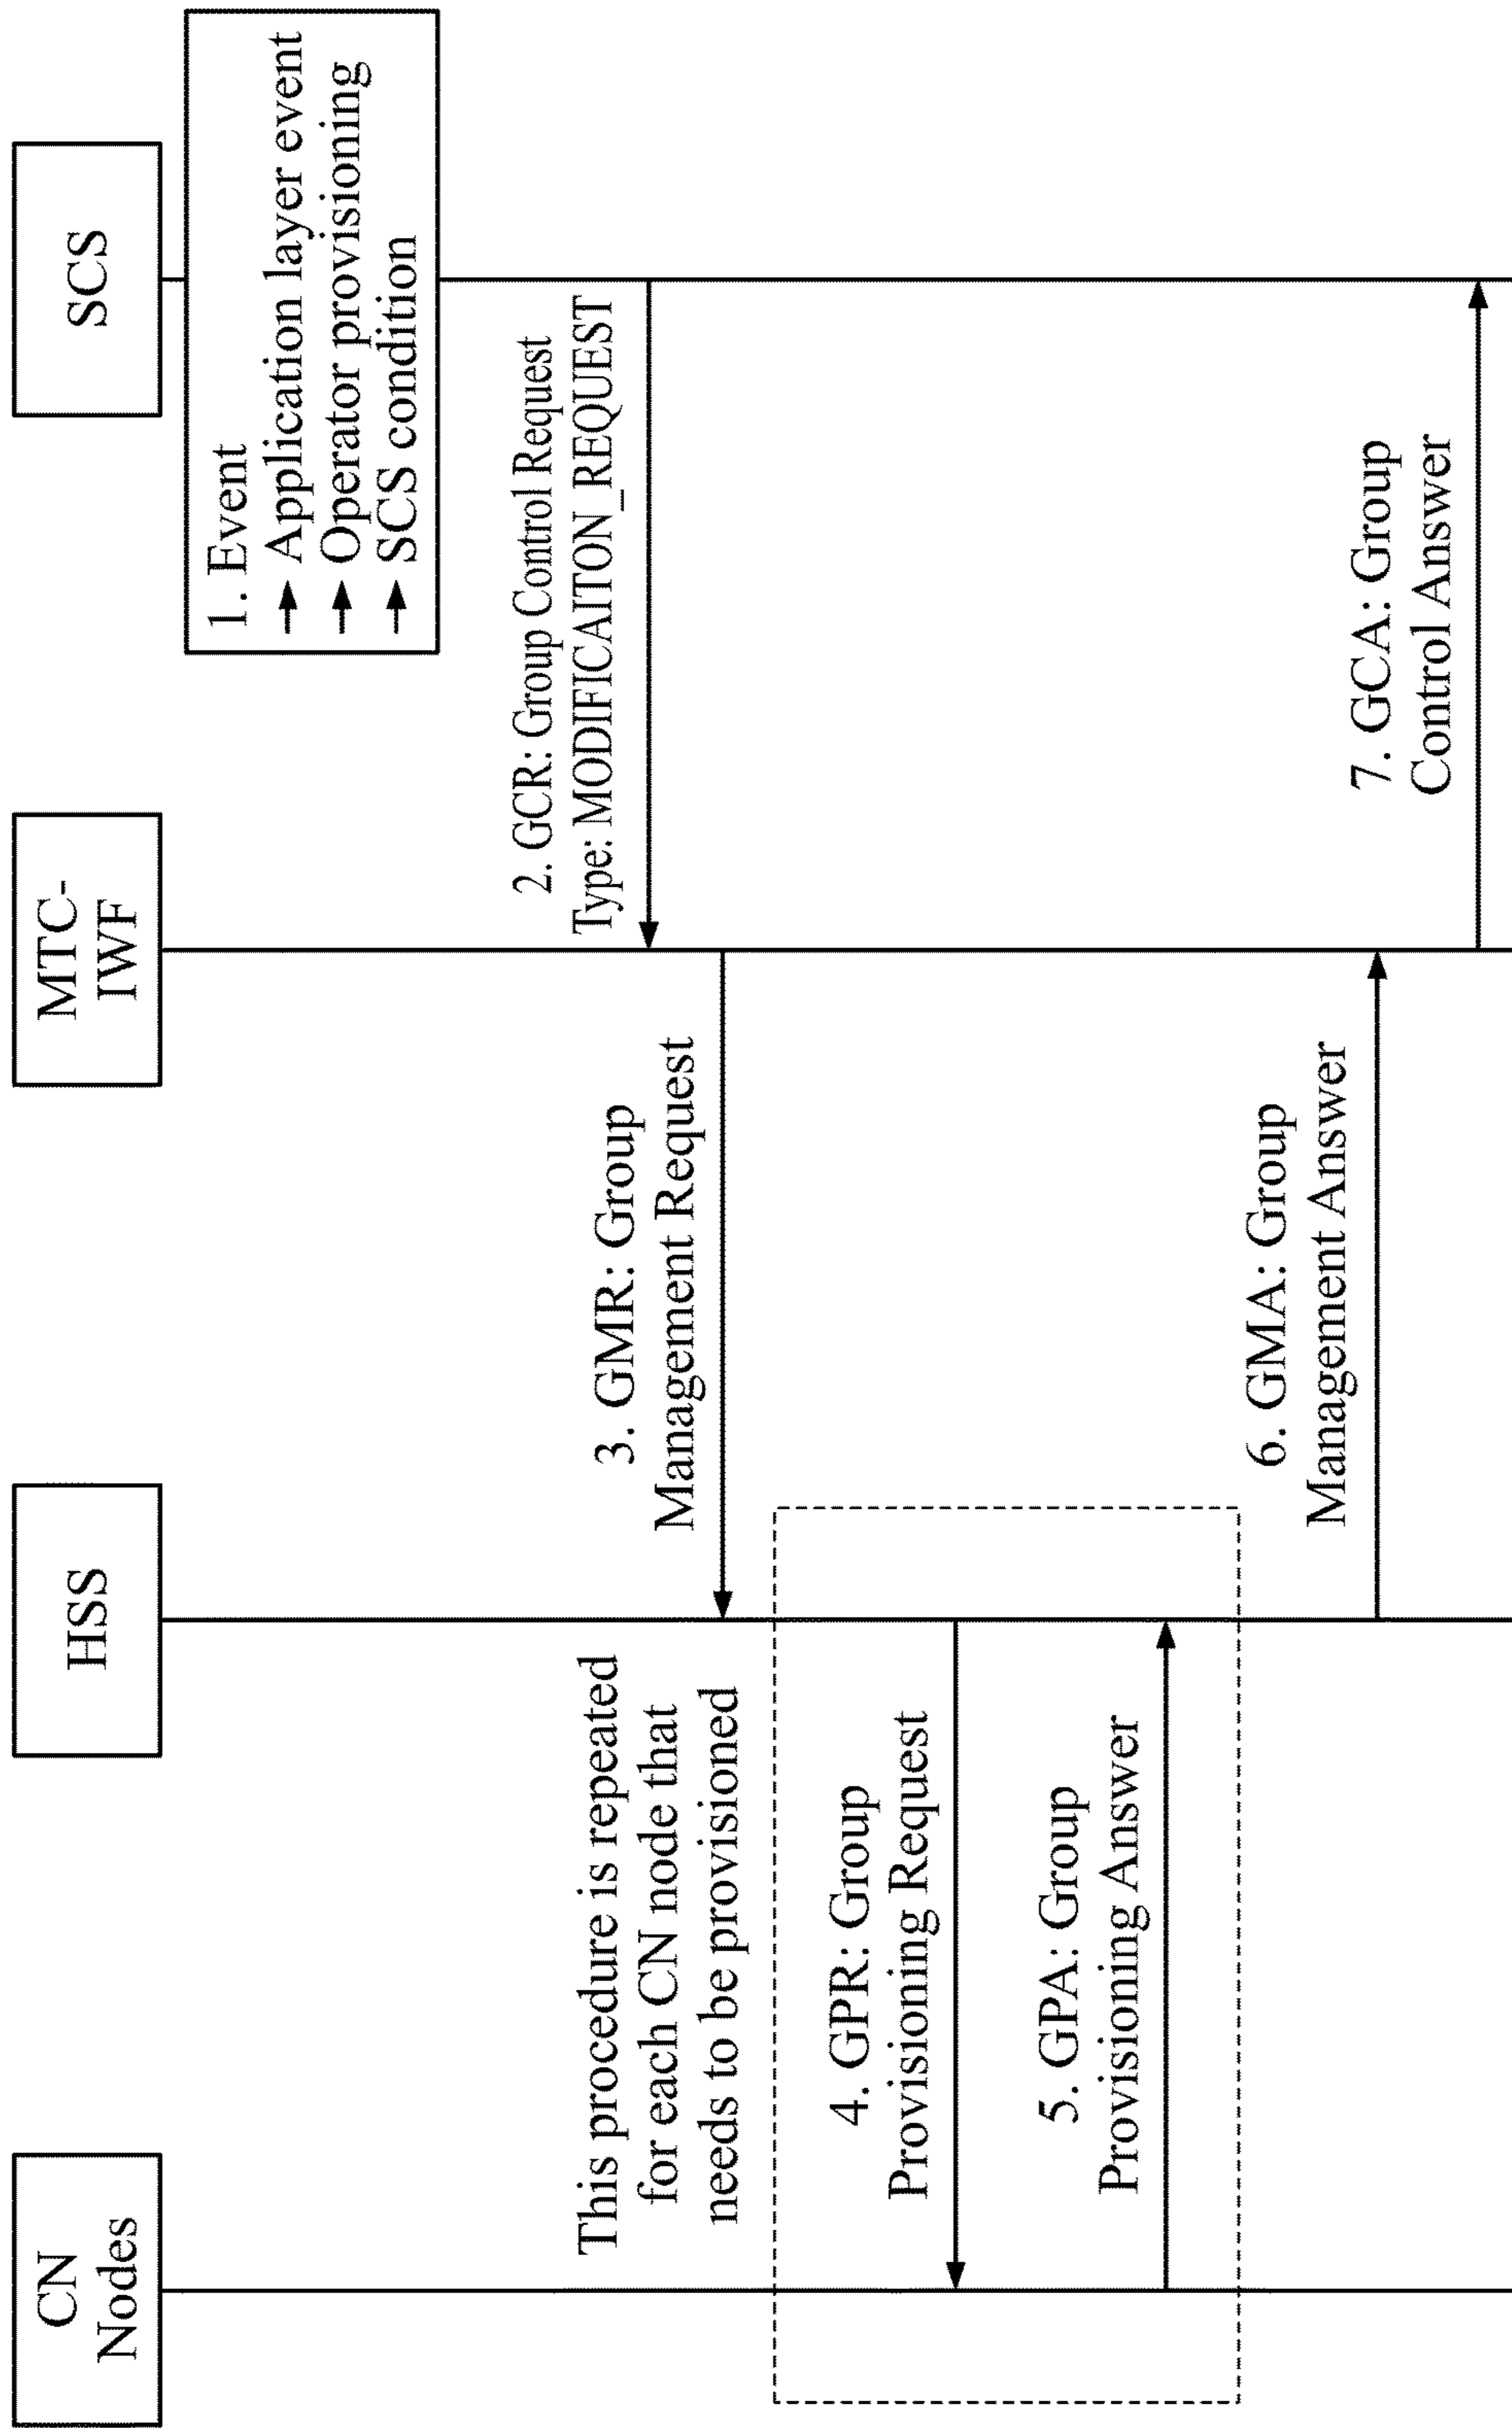 CN
Nodes
HSS
MTC-
IWF
SCS
1. Event
Application layer event
Operator provisioning
SCS condition
2. GCR: Group Control Request
Type: MODIFICAITON_REQUEST
3. GMR: Group
Management Request
This procedure is repeated
for each CN node that
needs to be provisioned
4. GPR: Group
Provisioning Request
5. GPA: Group
Provisioning Answer
6. GMA: Group
Management Answer
7. GCA: Group
Control Answer